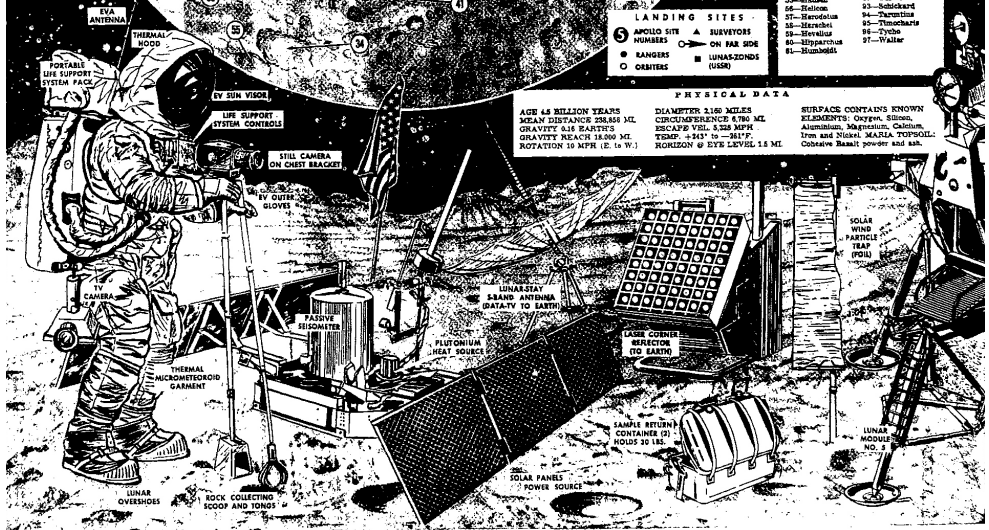 EVA
ANTENNA
THERMAL
HOOD
PORTABLE
LIFE SUPPORT
SYSTEM PACK
EV SUN VISOR
LIFE SUPPORT
SYSTEM CONTROLS
STILL CAMERA
ON CHEST BRACKET
EV OUTER
GLOVES
TV
CAMERA
THERMAL
MICROMETEOROID
GARMENT
LUNAR
OVERSHOES
ROCK COLLECTING
SCOOP AND TONGS
PASSIVE
SEISOMETER
PLUTONIUM
HEAT SOURCE
LUNAR-STAY
S-BAND ANTENNA
(DATA-TV TO EARTH)
SOLAR PANELS
POWER SOURCE
LASER CORNER
REFLECTOR
(TO EARTH)
SAMPLE RETURN
CONTAINER (2)
HOLDS 30 LBS.
SOLAR
WIND
PARTICLE
TRAP
(FOIL)
LUNAR
MODULE
NO. 5
41
55
34
LANDING SITES
5 APOLLO SITE
NUMBERS
RANGERS
ORBITERS
SURVEYORS
ON FAR SIDE
LUNAS-ZONDS
(USSR)
56—Helicon
57—Herodotus
58—Herschel
59—Hevelius
60—Hipparchus
61—Humboldt
93—Schickard
94—Taruntius
95—Timocharis
96—Tycho
97—Walter
PHYSICAL DATA
AGE 4.5 BILLION YEARS
MEAN DISTANCE 238,856 MI.
GRAVITY 0.16 EARTH'S
GRAVITY REACH 18,000 MI.
ROTATION 10 MPH (E. to W.)
DIAMETER 2,160 MILES
CIRCUMFERENCE 6,790 MI.
ESCAPE VEL. 5,328 MPH
TEMP. +243° to —261°F.
HORIZON @ EYE LEVEL 1.5 MI.
SURFACE CONTAINS KNOWN
ELEMENTS: Oxygen, Silicon,
Aluminium, Magnesium, Calcium,
Iron and Nickel. MARIA TOPSOIL:
Cohesive Basalt powder and ash.